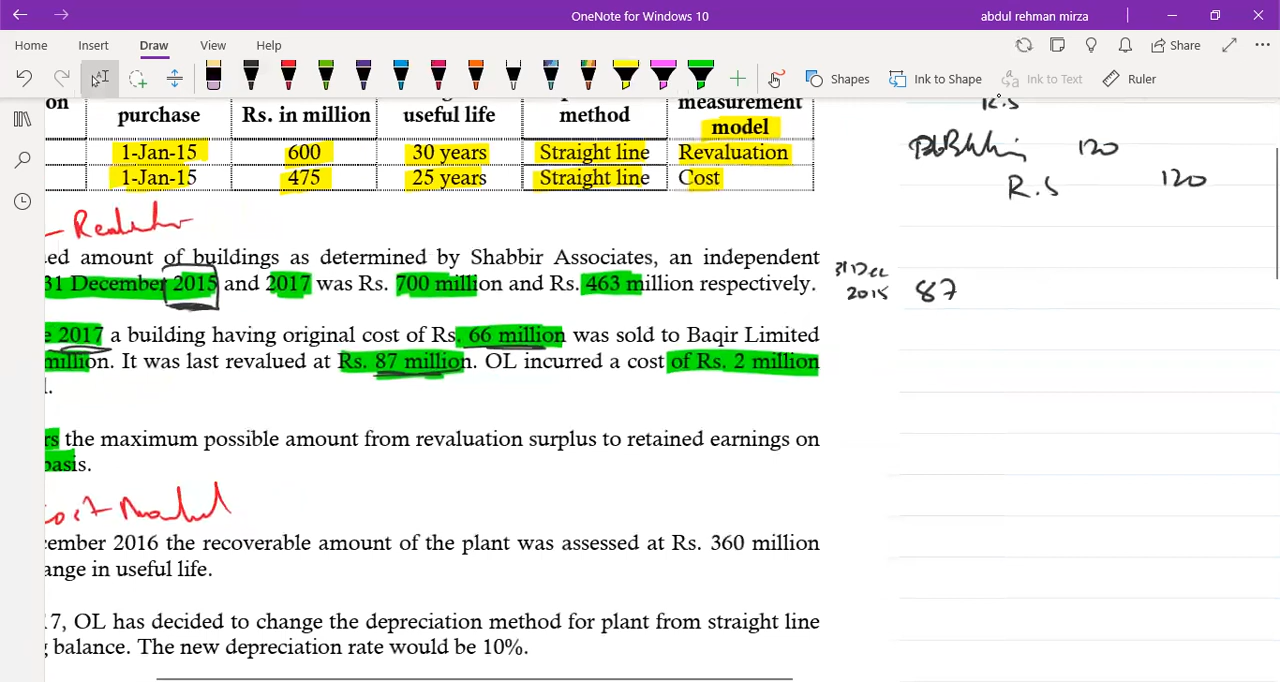 OneNote for Windows 10
abdul rehman mirza
Home Insert Draw View Help
Share
Shapes Ink to Shape Ink to Text Ruler
on purchase Rs. in million useful life method measurement model
1-Jan-15 600 30 years Straight line Revaluation
1-Jan-15 475 25 years Straight line Cost
R.S
120
R.S 120
ed amount of buildings as determined by Shabbir Associates, an independent
31 December 2015 and 2017 was Rs. 700 million and Rs. 463 million respectively.
31 Dec
2015 87
e 2017 a building having original cost of Rs. 66 million was sold to Baqir Limited
million. It was last revalued at Rs. 87 million. OL incurred a cost of Rs. 2 million
l.
rs the maximum possible amount from revaluation surplus to retained earnings on
basis.
cember 2016 the recoverable amount of the plant was assessed at Rs. 360 million
ange in useful life.
17, OL has decided to change the depreciation method for plant from straight line
g balance. The new depreciation rate would be 10%.